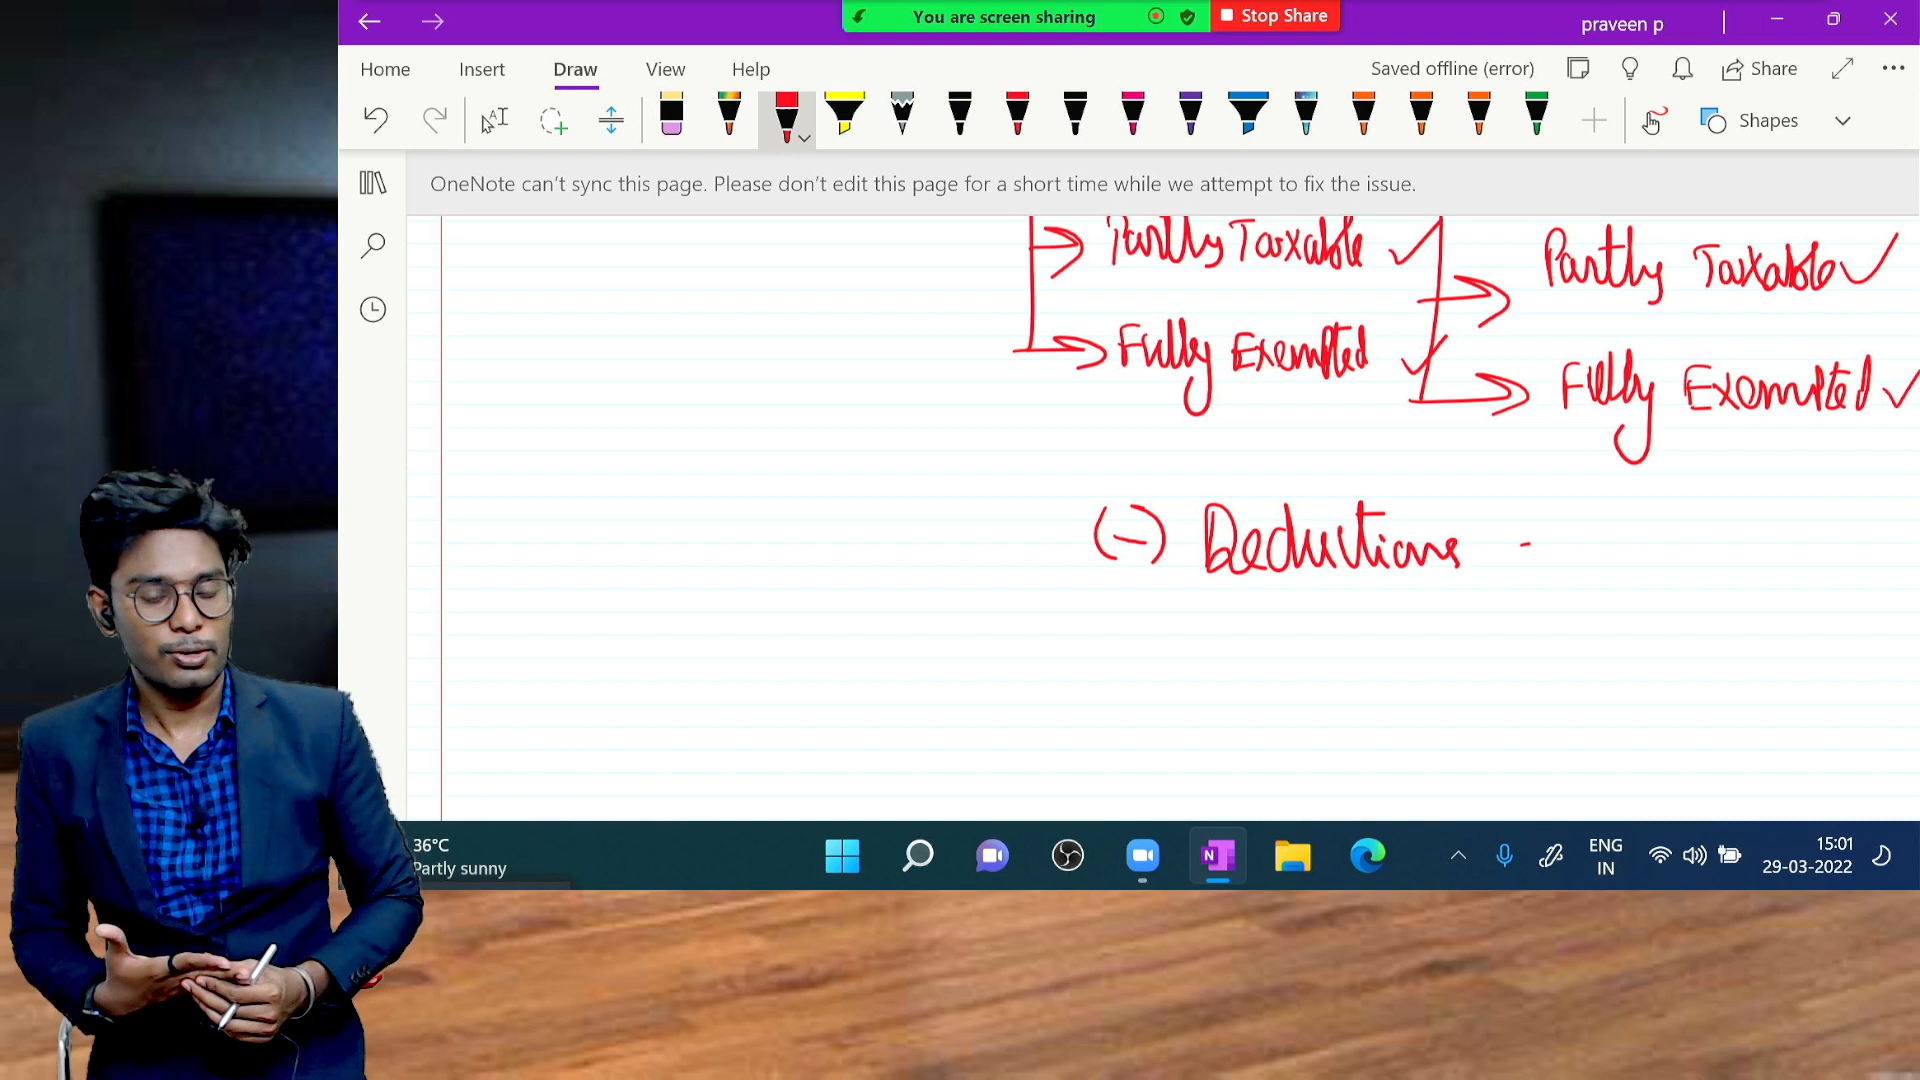 You are screen sharing
Stop Share
praveen p
Home Insert Draw View Help
Saved offline (error)
Share
Shapes
OneNote can't sync this page. Please don't edit this page for a short time while we attempt to fix the issue.
Partly Taxable
Partly Taxable
Fully Exempted
Fully Exempted
(-) Deductions -
36°C
Partly sunny
N
ENG
IN
15:01
29-03-2022